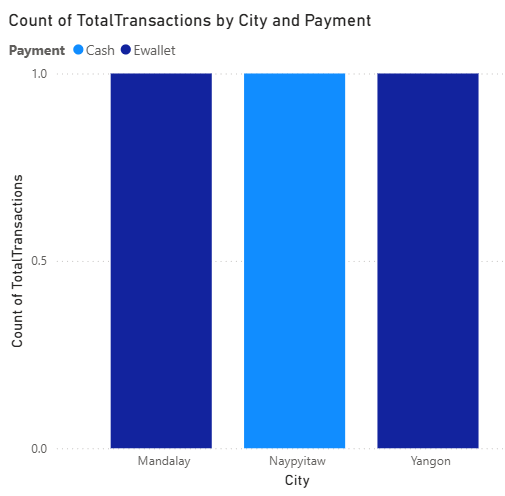 Count of TotalTransactions by City and Payment
Payment Cash Ewallet
1.0
0.5
0.0
Count of TotalTransactions
Mandalay Naypyitaw Yangon
City